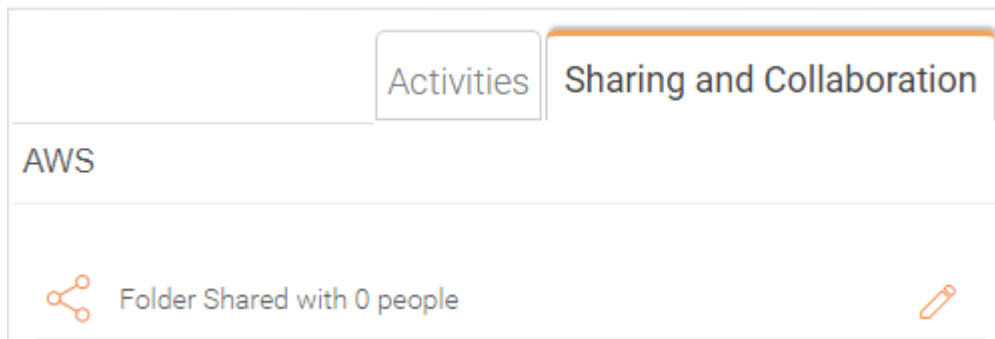 Activities Sharing and Collaboration
AWS
Folder Shared with 0 people